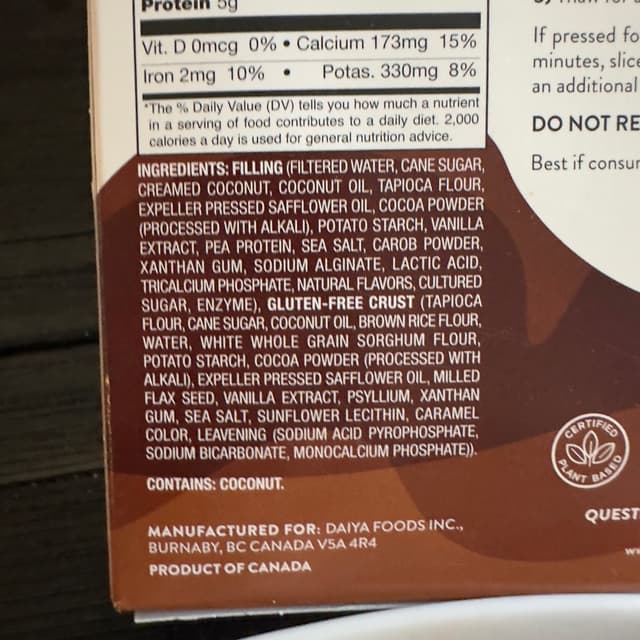 Protein 5g
Vit. D 0mcg 0% • Calcium 173mg 15%
Iron 2mg 10% • Potas. 330mg 8%
*The % Daily Value (DV) tells you how much a nutrient
in a serving of food contributes to a daily diet. 2,000
calories a day is used for general nutrition advice.
INGREDIENTS: FILLING (FILTERED WATER, CANE SUGAR,
CREAMED COCONUT, COCONUT OIL, TAPIOCA FLOUR,
EXPELLER PRESSED SAFFLOWER OIL, COCOA POWDER
(PROCESSED WITH ALKALI), POTATO STARCH, VANILLA
EXTRACT, PEA PROTEIN, SEA SALT, CAROB POWDER,
XANTHAN GUM, SODIUM ALGINATE, LACTIC ACID,
TRICALCIUM PHOSPHATE, NATURAL FLAVORS, CULTURED
SUGAR, ENZYME), GLUTEN-FREE CRUST (TAPIOCA
FLOUR, CANE SUGAR, COCONUT OIL, BROWN RICE FLOUR,
WATER, WHITE WHOLE GRAIN SORGHUM FLOUR,
POTATO STARCH, COCOA POWDER (PROCESSED WITH
ALKALI), EXPELLER PRESSED SAFFLOWER OIL, MILLED
FLAX SEED, VANILLA EXTRACT, PSYLLIUM, XANTHAN
GUM, SEA SALT, SUNFLOWER LECITHIN, CARAMEL
COLOR, LEAVENING (SODIUM ACID PYROPHOSPHATE,
SODIUM BICARBONATE, MONOCALCIUM PHOSPHATE)).
CONTAINS: COCONUT.
MANUFACTURED FOR: DAIYA FOODS INC.,
BURNABY, BC CANADA V5A 4R4
PRODUCT OF CANADA
If pressed fo
minutes, slice
an additional
DO NOT RE
Best if consur
CERTIFIED
PLANT BASED
QUEST